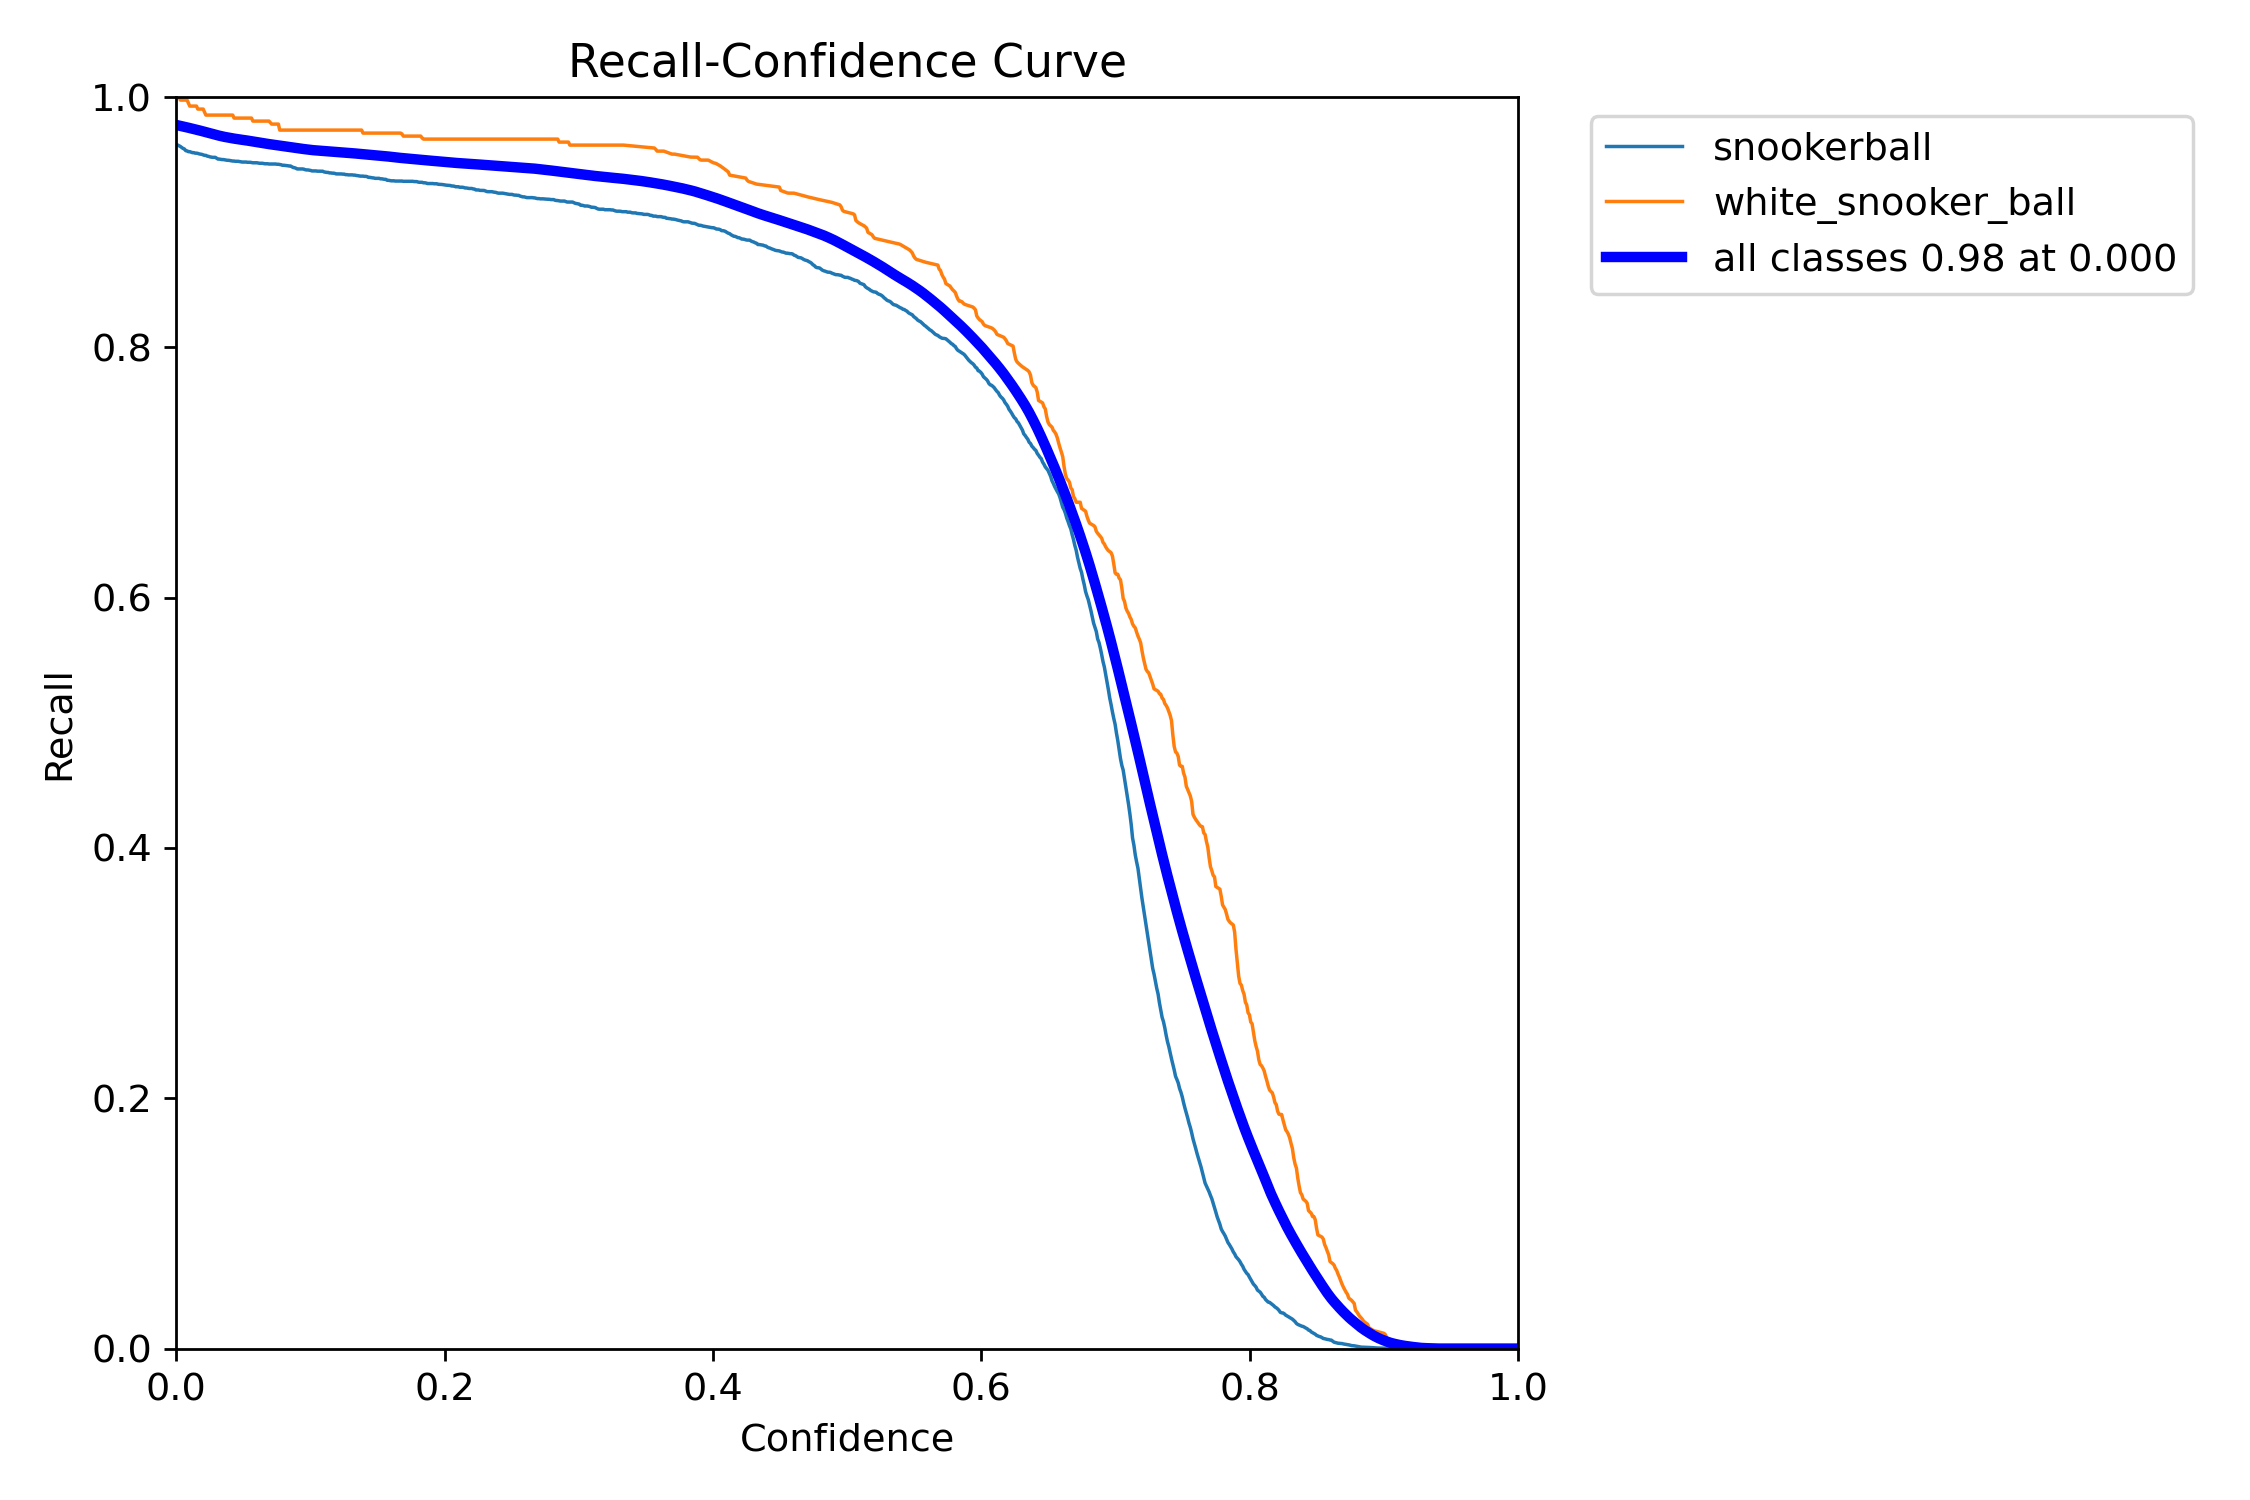 Recall-Confidence Curve
1.0
0.8
0.6
0.4
0.2
0.0
Recall
0.0 0.2 0.4 0.6 0.8 1.0
Confidence
snookerball
white_snooker_ball
all classes 0.98 at 0.000